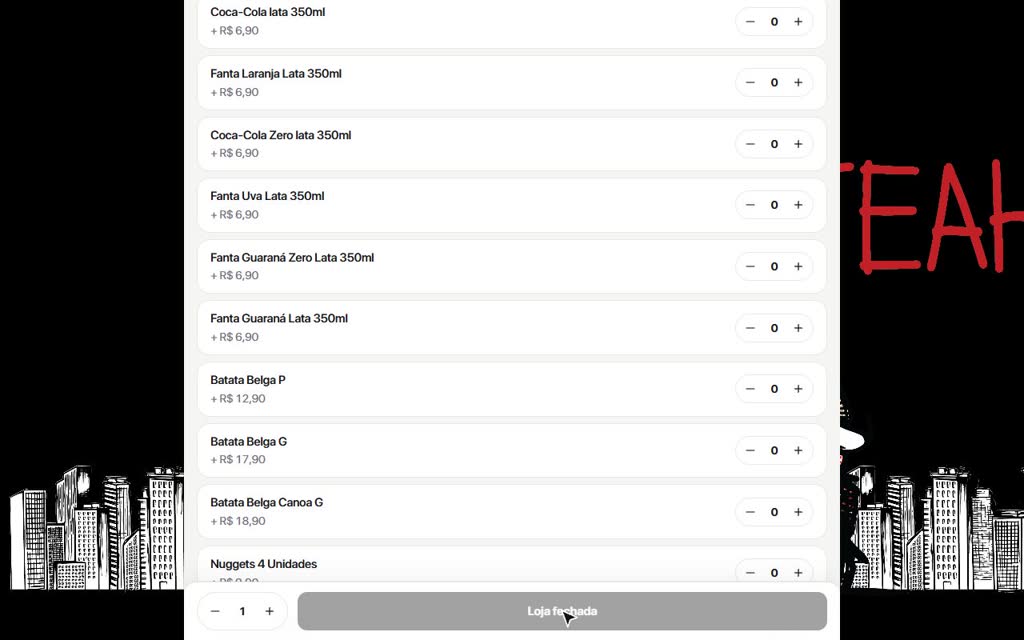 Coca-Cola lata 350ml
+ R$ 6,90
− 0 +
Fanta Laranja Lata 350ml
+ R$ 6,90
− 0 +
Coca-Cola Zero lata 350ml
+ R$ 6,90
− 0 +
Fanta Uva Lata 350ml
+ R$ 6,90
− 0 +
Fanta Guaraná Zero Lata 350ml
+ R$ 6,90
− 0 +
Fanta Guaraná Lata 350ml
+ R$ 6,90
− 0 +
Batata Belga P
+ R$ 12,90
− 0 +
Batata Belga G
+ R$ 17,90
− 0 +
Batata Belga Canoa G
+ R$ 18,90
− 0 +
Nuggets 4 Unidades
− 0 +
− 1 +
Loja fechada